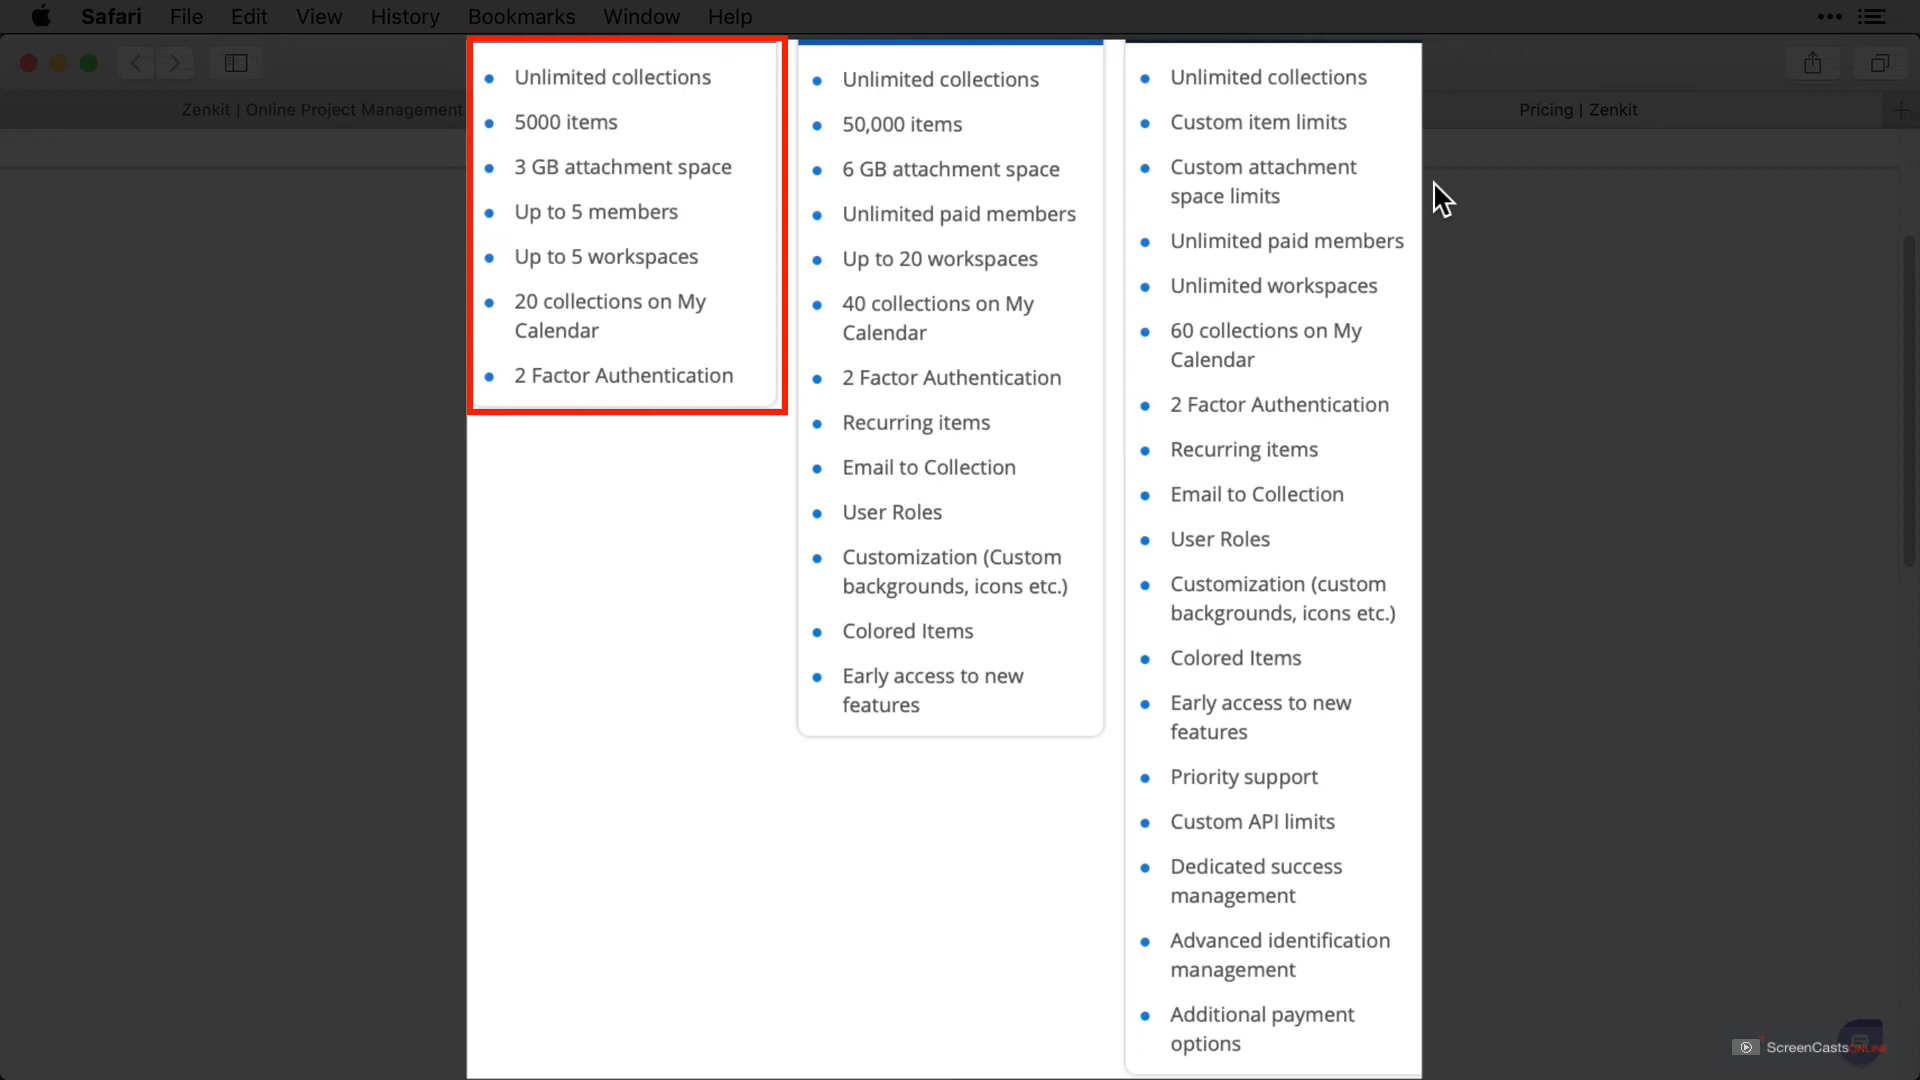 Safari File Edit View History Bookmarks Window Help
Zenkit | Online Project Management
Pricing | Zenkit
Unlimited collections
5000 items
3 GB attachment space
Up to 5 members
Up to 5 workspaces
20 collections on My
Calendar
2 Factor Authentication
Unlimited collections
50,000 items
6 GB attachment space
Unlimited paid members
Up to 20 workspaces
40 collections on My
Calendar
2 Factor Authentication
Recurring items
Email to Collection
User Roles
Customization (Custom
backgrounds, icons etc.)
Colored Items
Early access to new
features
Unlimited collections
Custom item limits
Custom attachment
space limits
Unlimited paid members
Unlimited workspaces
60 collections on My
Calendar
2 Factor Authentication
Recurring items
Email to Collection
User Roles
Customization (custom
backgrounds, icons etc.)
Colored Items
Early access to new
features
Priority support
Custom API limits
Dedicated success
management
Advanced identification
management
Additional payment
options
ScreenCastsONLINE